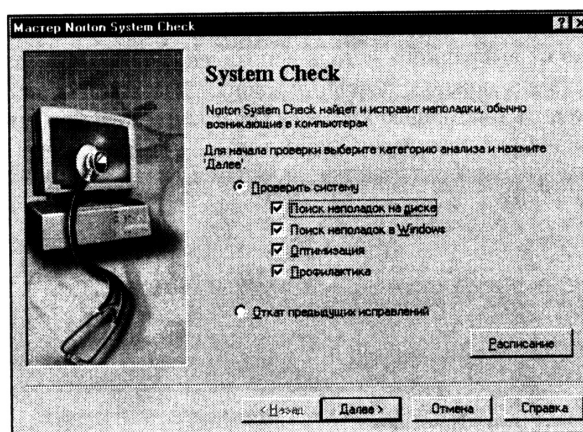 Мастер Norton System Check
System Check
Norton System Check найдет и исправит неполадки, обычно
возникающие в компьютерах
Для начала проверки выберите категорию анализа и нажмите
'Далее'.
Проверить систему
Поиск неполадок на диске
Поиск неполадок в Windows
Оптимизация
Профилактика
Откат предыдущих исправлений
Расписание
< Назад
Далее >
Отмена
Справка